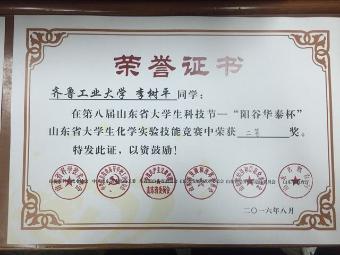 荣誉证书
齐鲁工业大学 李树平 同学:
在第八届山东省大学生科技节—“阳谷华泰杯”
山东省大学生化学实验技能竞赛中荣获 二等 奖。
特发此证,以资鼓励!
二〇一六年八月